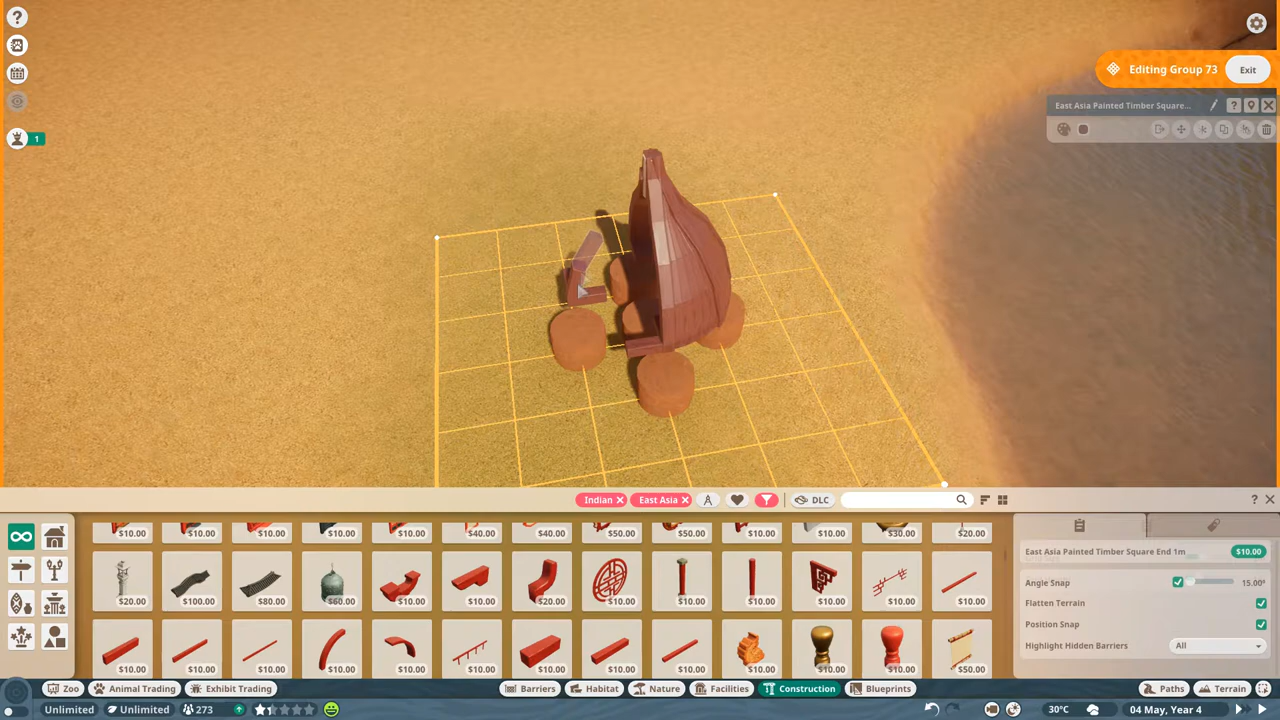 ?
Editing Group 73
Exit
East Asia Painted Timber Square...
?
1
Indian
East Asia
DLC
?
$10.00 $10.00 $10.00 $10.00 $10.00 $40.00 $40.00 $50.00 $50.00 $10.00 $10.00 $30.00 $20.00
East Asia Painted Timber Square End 1m $10.00
$20.00 $100.00 $80.00 $60.00 $10.00 $10.00 $10.00 $10.00 $10.00 $10.00 $10.00 $10.00 $10.00
Angle Snap 15.00°
Flatten Terrain
Position Snap
Highlight Hidden Barriers All
$10.00 $10.00 $10.00 $10.00 $10.00 $10.00 $10.00 $10.00 $10.00 $10.00 $10.00 $10.00 $50.00
Zoo Animal Trading Exhibit Trading Barriers Habitat Nature Facilities Construction Blueprints Paths Terrain
Unlimited Unlimited 273 30°C 04 May, Year 4